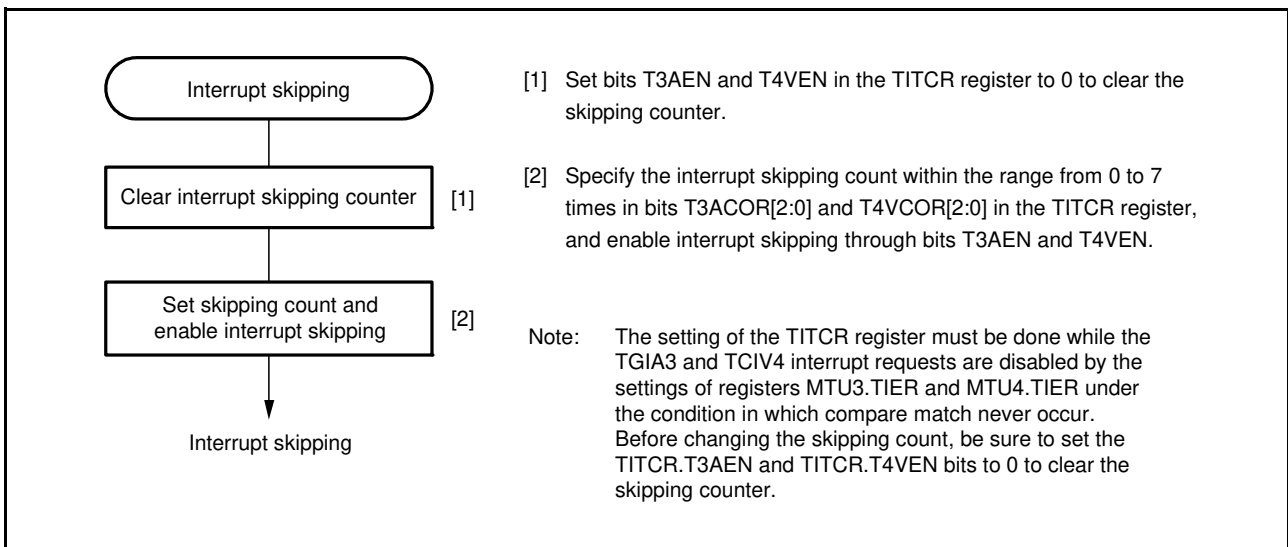 Interrupt skipping
Clear interrupt skipping counter [1]
Set skipping count and
enable interrupt skipping [2]
Interrupt skipping
[1] Set bits T3AEN and T4VEN in the TITCR register to 0 to clear the
skipping counter.
[2] Specify the interrupt skipping count within the range from 0 to 7
times in bits T3ACOR[2:0] and T4VCOR[2:0] in the TITCR register,
and enable interrupt skipping through bits T3AEN and T4VEN.
Note: The setting of the TITCR register must be done while the
TGIA3 and TCIV4 interrupt requests are disabled by the
settings of registers MTU3.TIER and MTU4.TIER under
the condition in which compare match never occur.
Before changing the skipping count, be sure to set the
TITCR.T3AEN and TITCR.T4VEN bits to 0 to clear the
skipping counter.